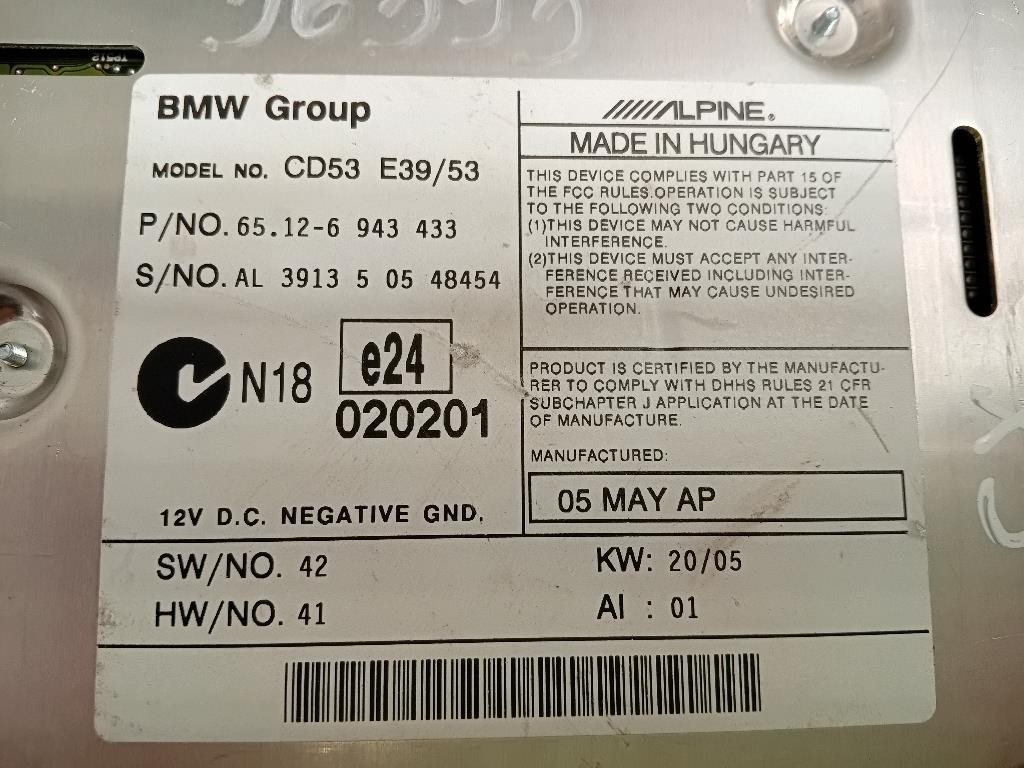 TP512
BMW Group
MODEL NO. CD53 E39/53
P/NO. 65.12-6 943 433
S/NO. AL 3913 5 05 48454
N18
e24
020201
12V D.C. NEGATIVE GND.
ALPINE®
MADE IN HUNGARY
THIS DEVICE COMPLIES WITH PART 15 OF
THE FCC RULES.OPERATION IS SUBJECT
TO THE FOLLOWING TWO CONDITIONS:
(1)THIS DEVICE MAY NOT CAUSE HARMFUL
INTERFERENCE.
(2)THIS DEVICE MUST ACCEPT ANY INTER-
FERENCE RECEIVED INCLUDING INTER-
FERENCE THAT MAY CAUSE UNDESIRED
OPERATION.
PRODUCT IS CERTIFIED BY THE MANUFACTU-
RER TO COMPLY WITH DHHS RULES 21 CFR
SUBCHAPTER J APPLICATION AT THE DATE
OF MANUFACTURE.
MANUFACTURED:
05 MAY AP
SW/NO. 42
HW/NO. 41
KW: 20/05
AI : 01